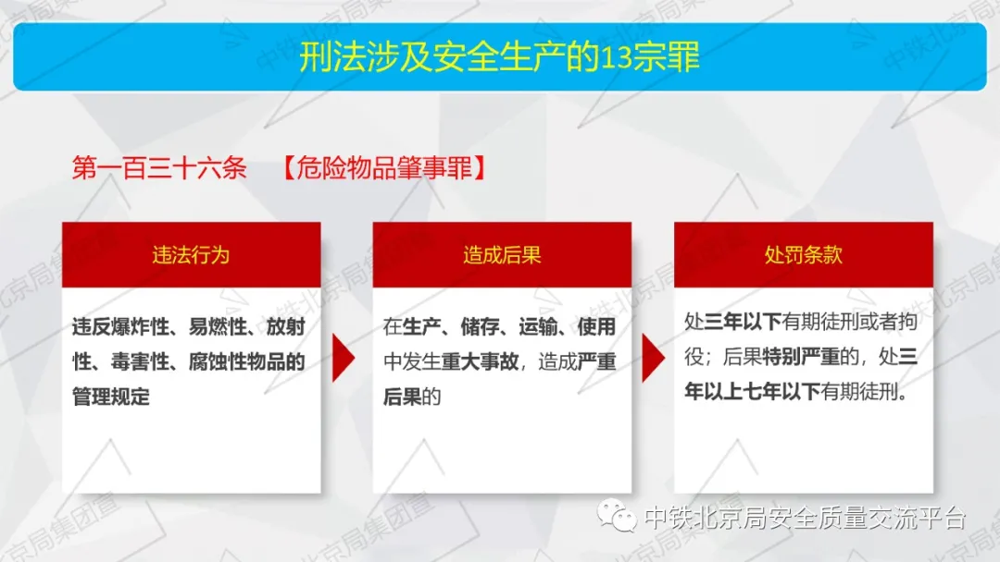 刑法涉及安全生产的13宗罪
第一百三十六条 【危险物品肇事罪】
违法行为
违反爆炸性、易燃性、放射
性、毒害性、腐蚀性物品的
管理规定
造成后果
在生产、储存、运输、使用
中发生重大事故，造成严重
后果的
处罚条款
处三年以下有期徒刑或者拘
役；后果特别严重的，处三
年以上七年以下有期徒刑。
中铁北京局安全质量交流平台